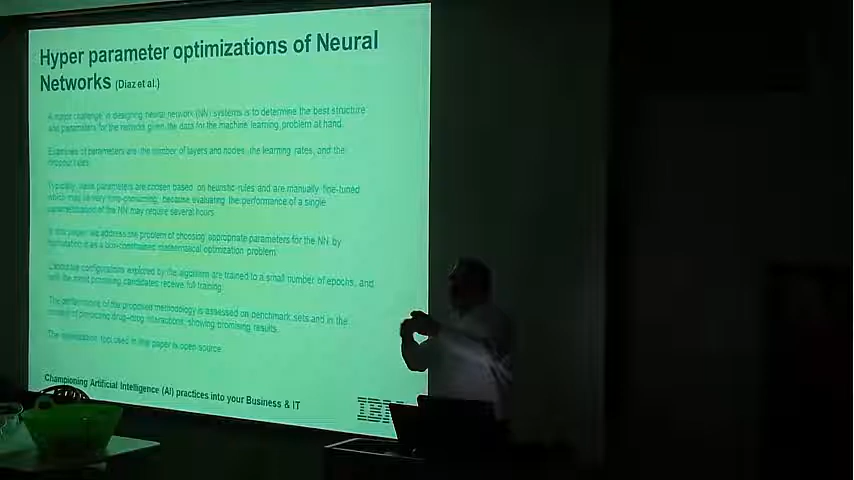 Hyper parameter optimizations of Neural
Networks (Diaz et al.)
A major challenge in designing neural network (NN) systems is to determine the best structure
and parameters for the network given the data for the machine learning problem at hand.
Examples of parameters are the number of layers and nodes, the learning rates, and the
dropout rates.
Typically, these parameters are chosen based on heuristic rules and are manually fine-tuned
which may be very time-consuming, because evaluating the performance of a single
parametrization of the NN may require several hours.
In this paper, we address the problem of choosing appropriate parameters for the NN by
formulating it as a box-constrained mathematical optimization problem.
Candidate configurations explored by the algorithm are trained to a small number of epochs, and
only the most promising candidates receive full training.
The performance of the proposed methodology is assessed on benchmark sets and in the
context of predicting drug–drug interactions, showing promising results.
The optimization tool used in this paper is open source.
Championing Artificial Intelligence (AI) practices into your Business & IT
IBM